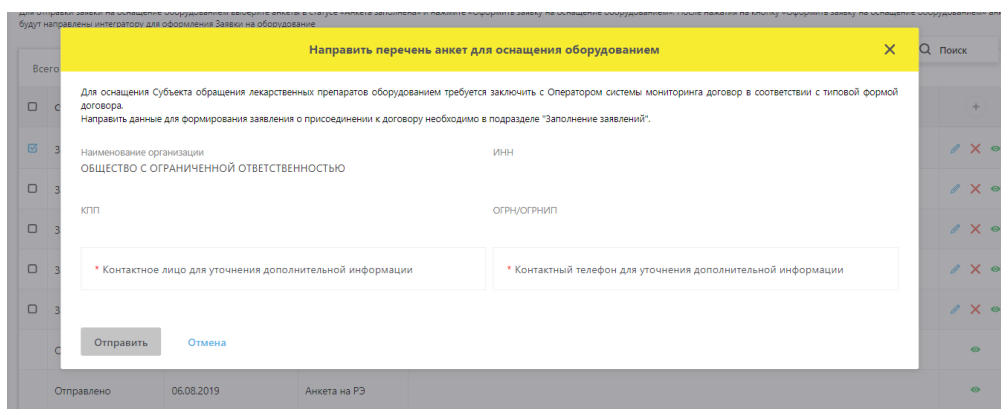 будут направлены интегратору для оформления Заявки на оборудование
Направить перечень анкет для оснащения оборудованием
Поиск
Всего
Для оснащения Субъекта обращения лекарственных препаратов оборудованием требуется заключить с Оператором системы мониторинга договор в соответствии с типовой формой
договора.
Направить данные для формирования заявления о присоединении к договору необходимо в подразделе "Заполнение заявлений".
Наименование организации
ИНН
ОБЩЕСТВО С ОГРАНИЧЕННОЙ ОТВЕТСТВЕННОСТЬЮ
КПП
ОГРН/ОГРНИП
* Контактное лицо для уточнения дополнительной информации
* Контактный телефон для уточнения дополнительной информации
Отправить Отмена
Отправлено 06.08.2019 Анкета на РЭ